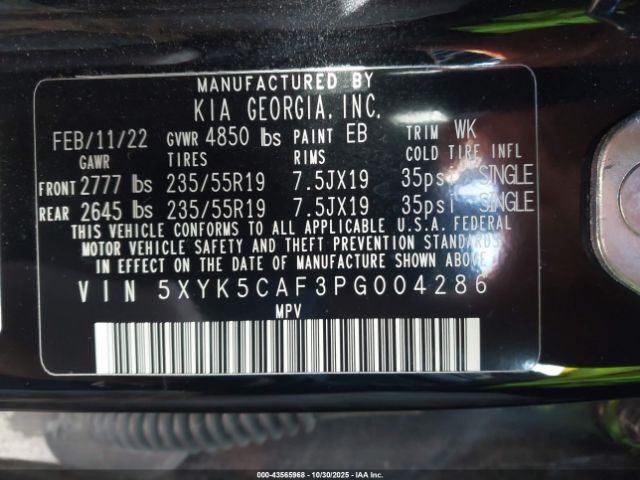 MANUFACTURED BY
KIA GEORGIA, INC.
FEB/11/22 GVWR 4850 lbs PAINT EB TRIM WK
GAWR TIRES RIMS COLD TIRE INFL
FRONT 2777 lbs 235/55R19 7.5JX19 35psi SINGLE
REAR 2645 lbs 235/55R19 7.5JX19 35psi SINGLE
THIS VEHICLE CONFORMS TO ALL APPLICABLE U.S.A. FEDERAL
MOTOR VEHICLE SAFETY AND THEFT PREVENTION STANDARDS
IN EFFECT ON THE DATE OF MANUFACTURE SHOWN ABOVE.
VIN 5XYK5CAF3PG004286
MPV
© 000-43565968 - 10/30/2025 - IAA Inc.